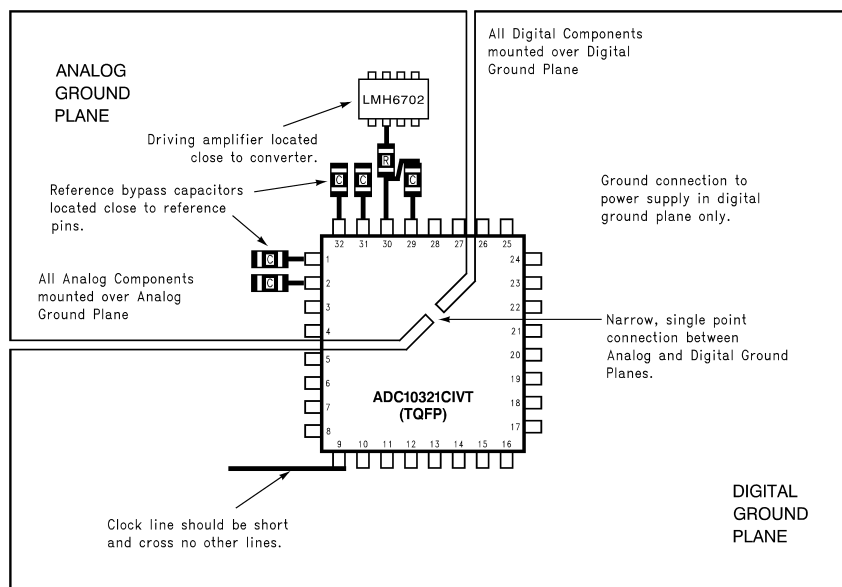 ANALOG
GROUND
PLANE
All Digital Components
mounted over Digital
Ground Plane
LMH6702
Driving amplifier located
close to converter.
R
C
C
C
Reference bypass capacitors
located close to reference
pins.
Ground connection to
power supply in digital
ground plane only.
32 31 30 29 28 27 26 25
C
C
1
2
3
4
5
6
7
8
24
23
22
21
20
19
18
17
All Analog Components
mounted over Analog
Ground Plane
Narrow, single point
connection between
Analog and Digital Ground
Planes.
ADC10321CIVT
(TQFP)
9 10 11 12 13 14 15 16
Clock line should be short
and cross no other lines.
DIGITAL
GROUND
PLANE